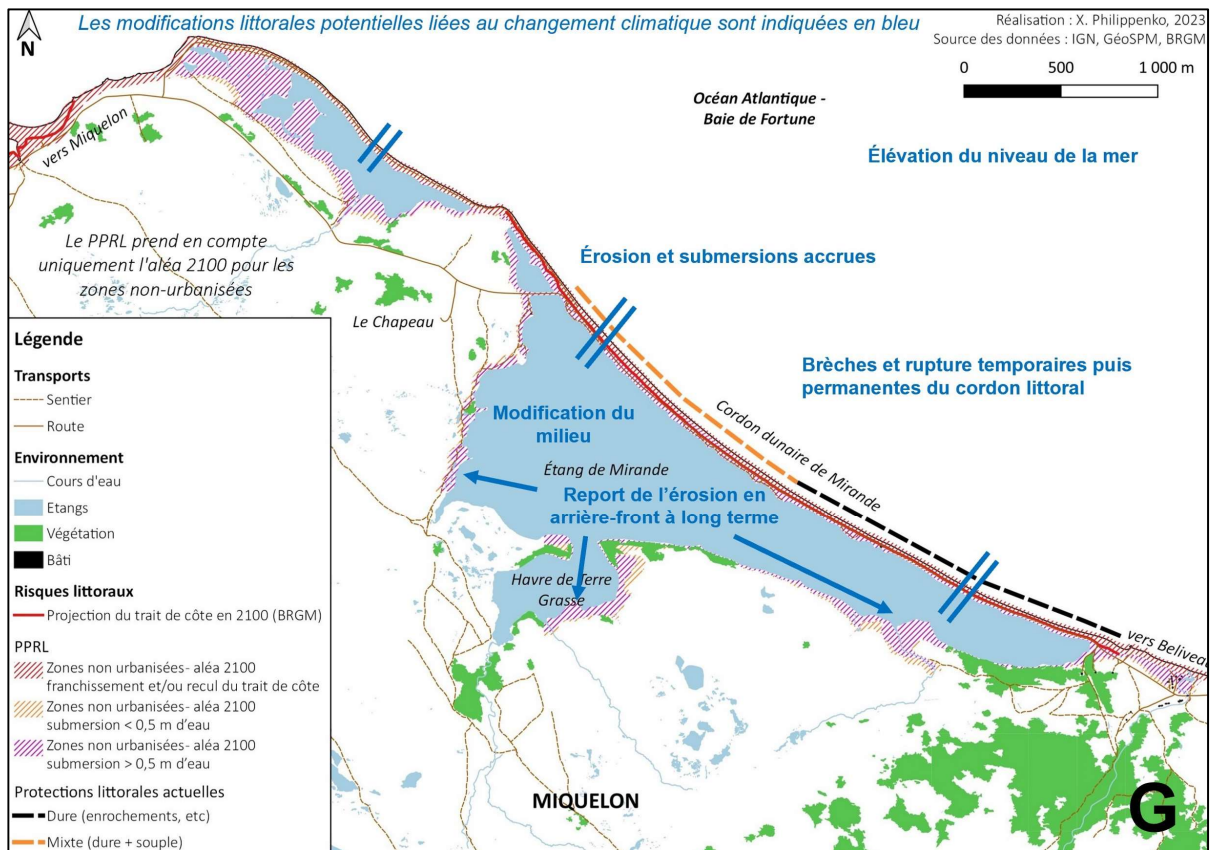 Les modifications littorales potentielles liées au changement climatique sont indiquées en bleu
Réalisation : X. Philippenko, 2023
Source des données : IGN, GéoSPM, BRGM
N
0 500 1 000 m
Océan Atlantique -
Baie de Fortune
vers Miquelon
Élévation du niveau de la mer
Le PPRL prend en compte
uniquement l'aléa 2100 pour les
zones non-urbanisées
Érosion et submersions accrues
Le Chapeau
Brèches et rupture temporaires puis
permanentes du cordon littoral
Cordon dunaire de Mirande
Modification du
milieu
Étang de Mirande
Report de l'érosion en
arrière-front à long terme
Havre de Terre
Grasse
vers Beliveau
MIQUELON
G
Légende
Transports
Sentier
Route
Environnement
Cours d'eau
Etangs
Végétation
Bâti
Risques littoraux
Projection du trait de côte en 2100 (BRGM)
PPRL
Zones non urbanisées- aléa 2100
franchissement et/ou recul du trait de côte
Zones non urbanisées- aléa 2100
submersion < 0,5 m d'eau
Zones non urbanisées- aléa 2100
submersion > 0,5 m d'eau
Protections littorales actuelles
Dure (enrochements, etc)
Mixte (dure + souple)